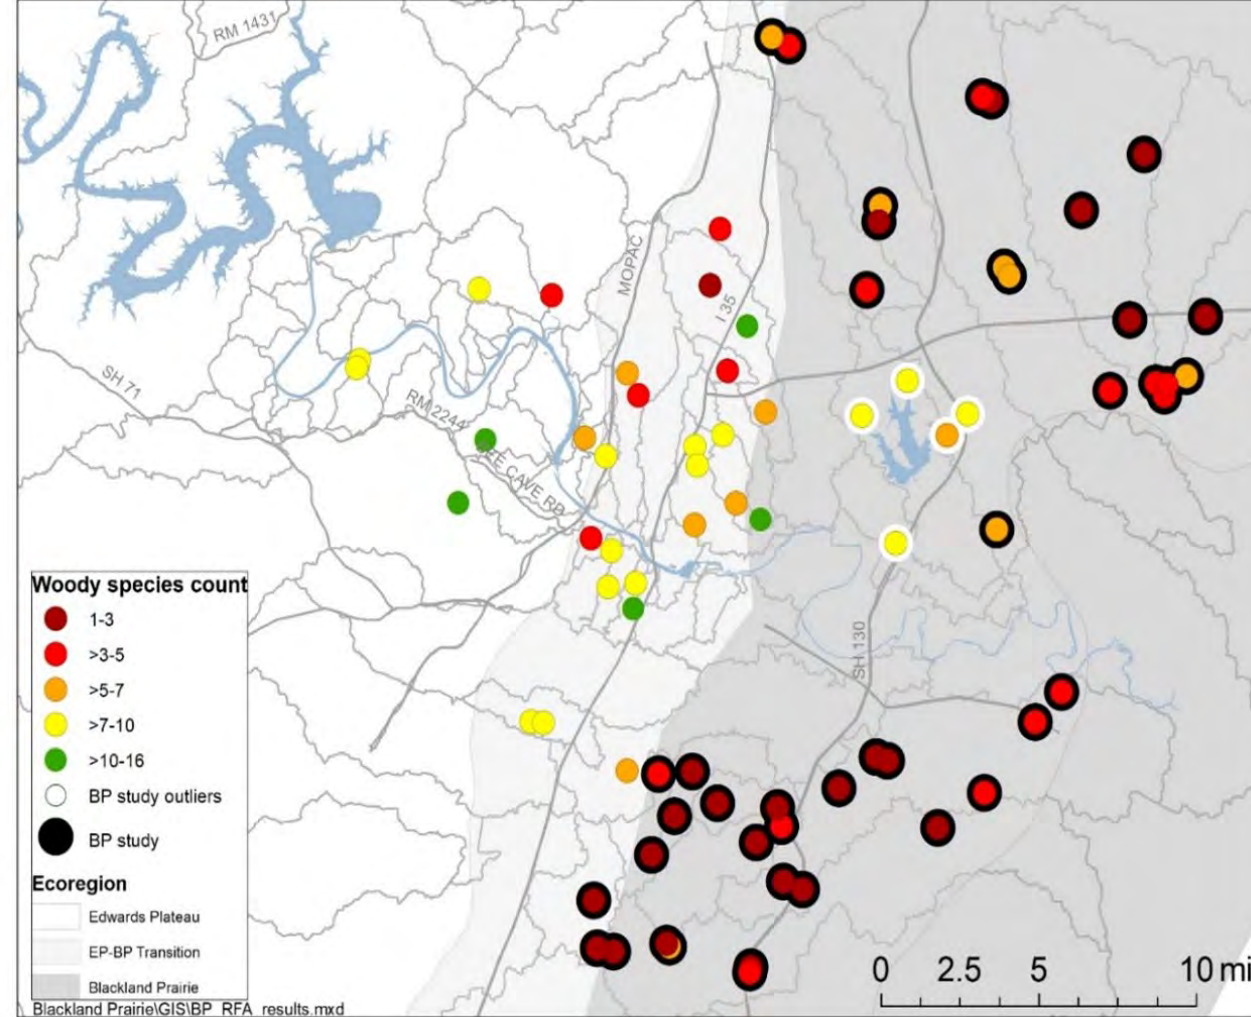 RM 1431
MOPAC
I 35
SH 71
RM 2244
CAVE RD
SH 130
Woody species count
1-3
>3-5
>5-7
>7-10
>10-16
BP study outliers
BP study
Ecoregion
Edwards Plateau
EP-BP Transition
Blackland Prairie
0 2.5 5 10 mi
Blackland Prairie\GIS\BP_RFA_results.mxd